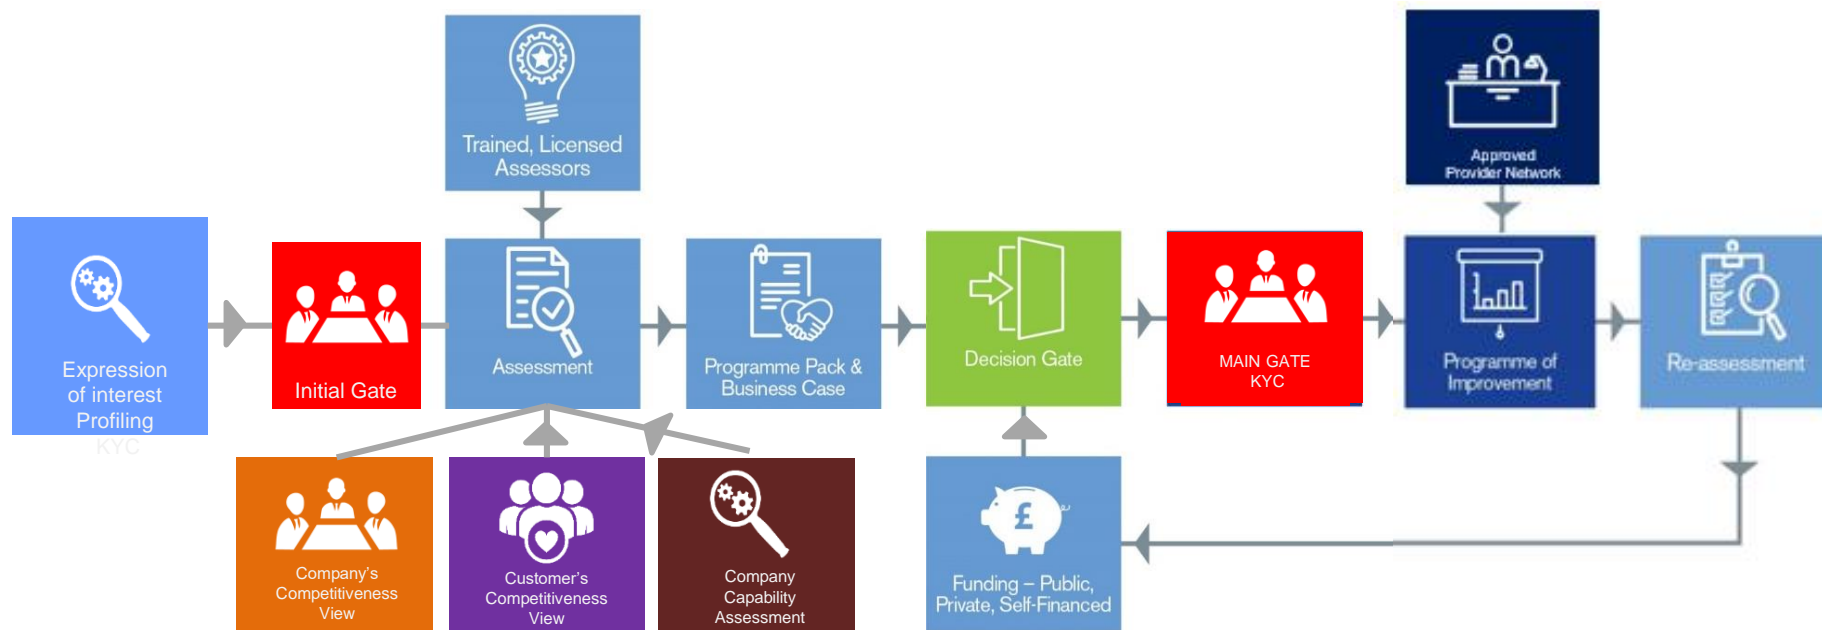 Trained, Licensed
Assessors
Approved
Provider Network
Expression
of interest
Profiling
KYC
Initial Gate
Assessment
Programme Pack &
Business Case
Decision Gate
MAIN GATE
KYC
Programme of
Improvement
Re-assessment
Company's
Competitiveness
View
Customer's
Competitiveness
View
Company
Capability
Assessment
£
Funding – Public,
Private, Self-Financed